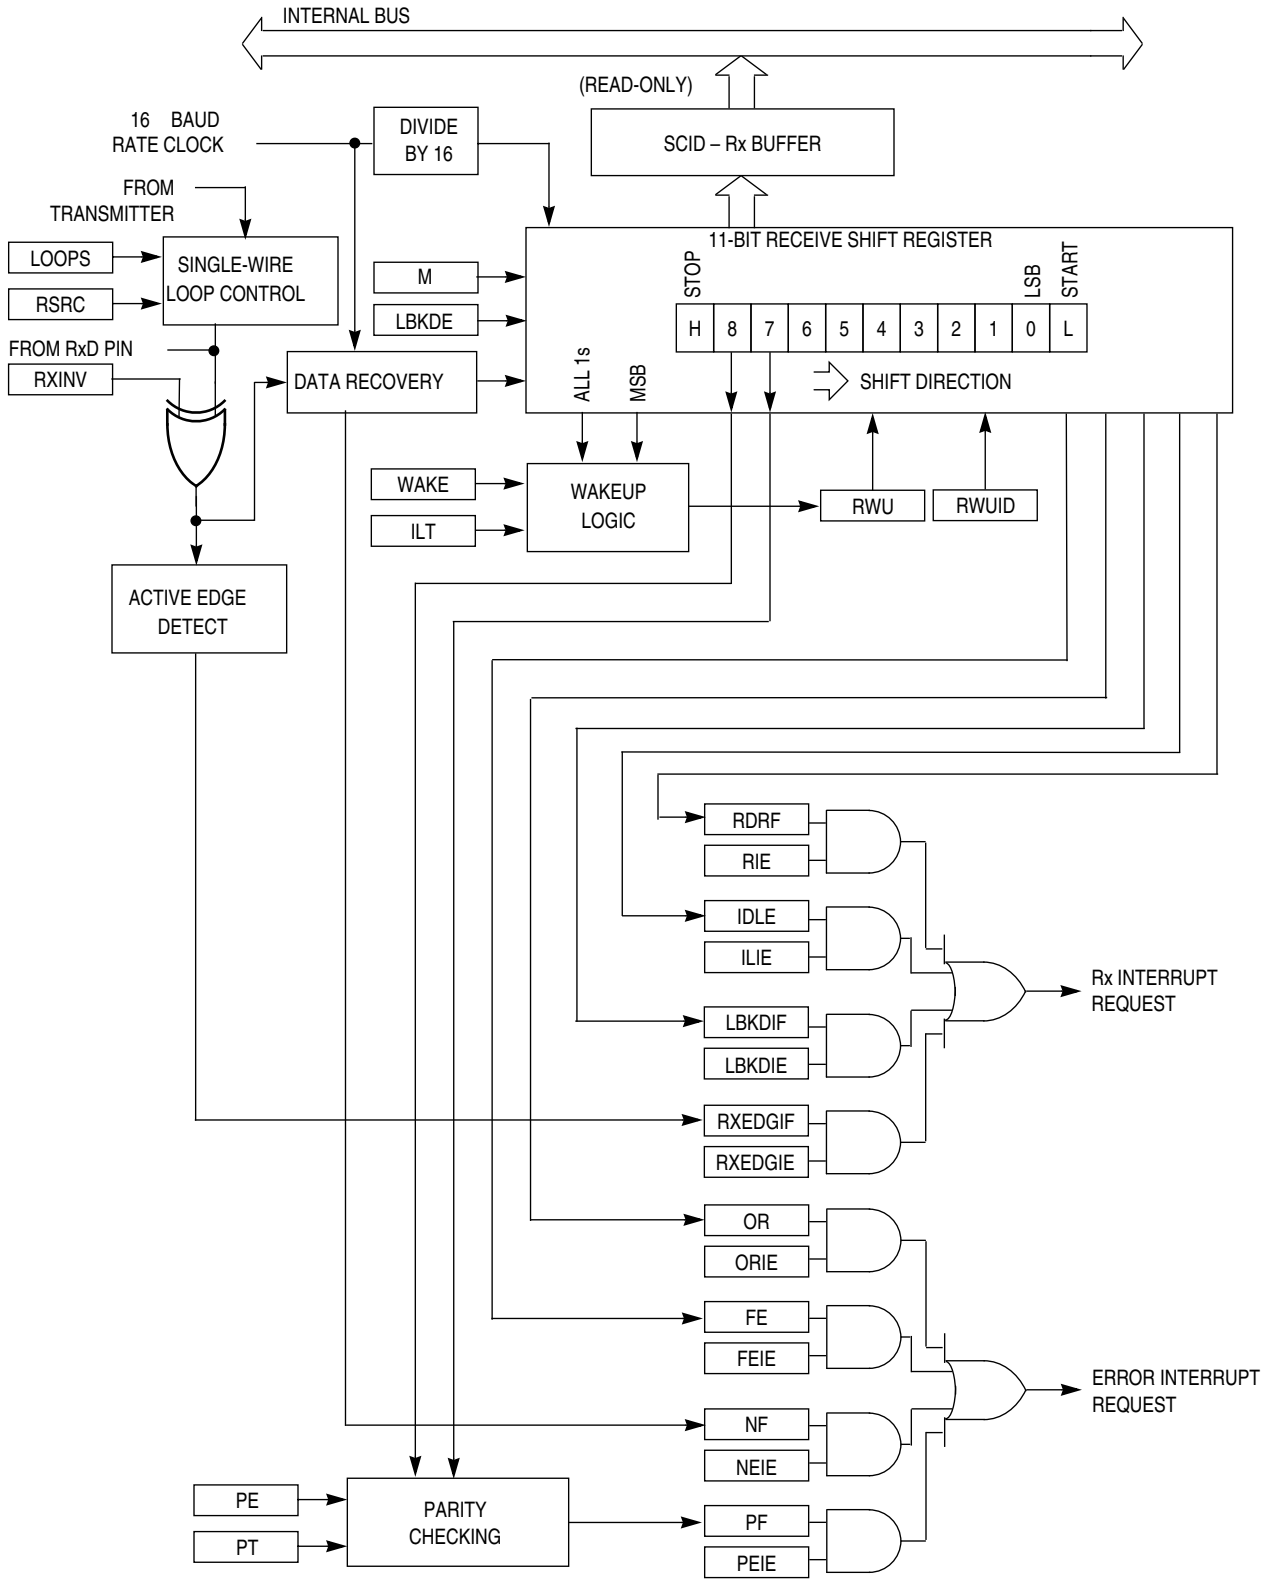 INTERNAL BUS
(READ-ONLY)
16 BAUD
RATE CLOCK
DIVIDE
BY 16
SCID – Rx BUFFER
FROM
TRANSMITTER
11-BIT RECEIVE SHIFT REGISTER
LOOPS
SINGLE-WIRE
LOOP CONTROL
RSRC
M
LBKDE
STOP
LSB
START
H 8 7 6 5 4 3 2 1 0 L
FROM RxD PIN
RXINV
DATA RECOVERY
ALL 1s
MSB
SHIFT DIRECTION
WAKE
ILT
WAKEUP
LOGIC
RWU
RWUID
ACTIVE EDGE
DETECT
RDRF
RIE
IDLE
ILIE
Rx INTERRUPT
REQUEST
LBKDIF
LBKDIE
RXEDGIF
RXEDGIE
OR
ORIE
FE
FEIE
ERROR INTERRUPT
REQUEST
NF
NEIE
PE
PT
PARITY
CHECKING
PF
PEIE